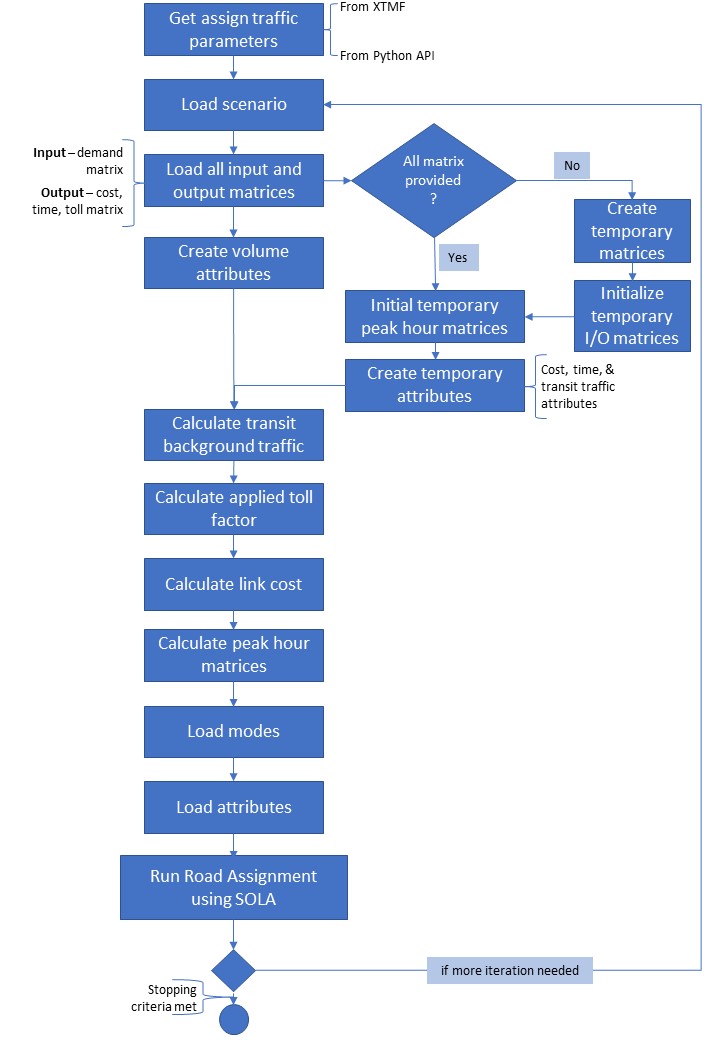 Get assign traffic
parameters
From XTMF
From Python API
Load scenario
Input – demand
matrix
Output – cost,
time, toll matrix
Load all input and
output matrices
All matrix
provided
?
No
Yes
Create
temporary
matrices
Create volume
attributes
Initial temporary
peak hour matrices
Initialize
temporary
I/O matrices
Create temporary
attributes
Cost, time, &
transit traffic
attributes
Calculate transit
background traffic
Calculate applied toll
factor
Calculate link cost
Calculate peak hour
matrices
Load modes
Load attributes
Run Road Assignment
using SOLA
if more iteration needed
Stopping
criteria met